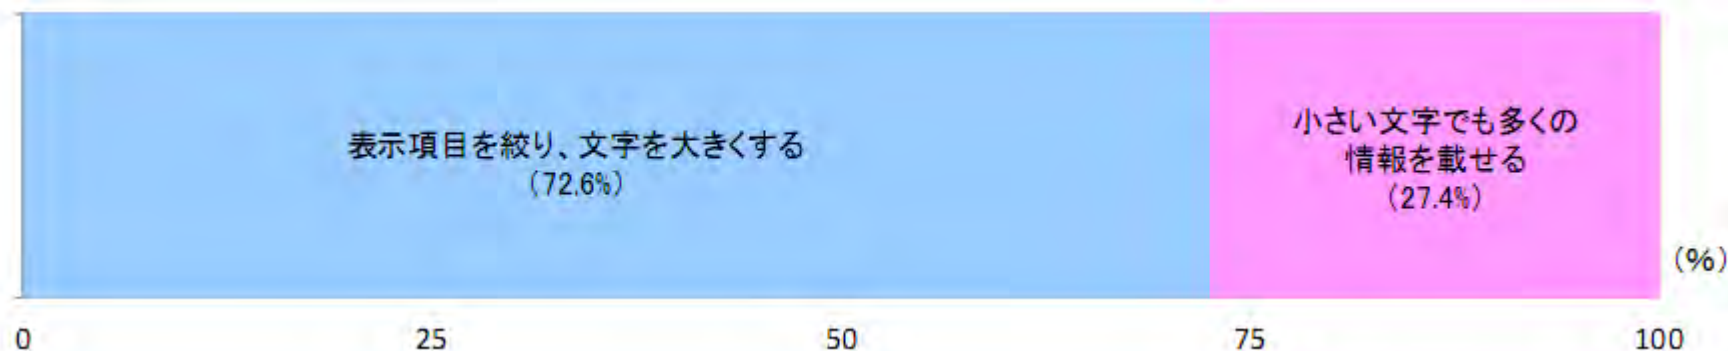 表示項目を絞り、文字を大きくする
(72.6%)
小さい文字でも多くの
情報を載せる
(27.4%)
(%)
0 25 50 75 100